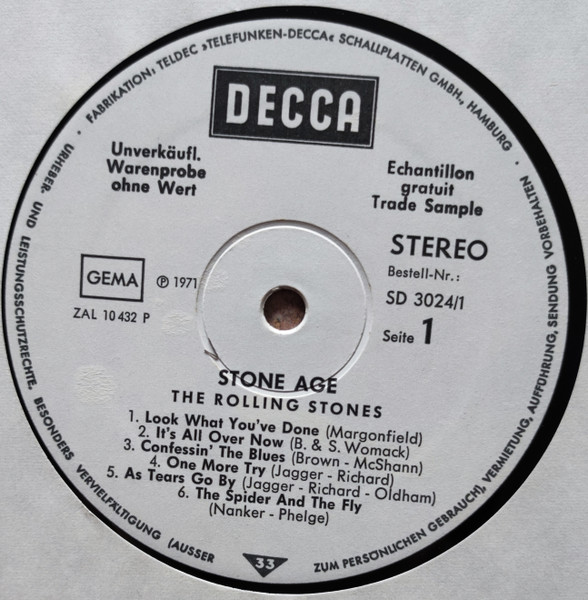 · FABRIKATION: TELDEC »TELEFUNKEN-DECCA« SCHALLPLATTEN GMBH., HAMBURG ·
URHEBER- UND LEISTUNGSSCHUTZRECHTE, BESONDERS VERVIELFÄLTIGUNG (AUSSER
ZUM PERSÖNLICHEN GEBRAUCH), VERMIETUNG, AUFFÜHRUNG, SENDUNG VORBEHALTEN
DECCA
Unverkäufl.
Warenprobe
ohne Wert
Echantillon
gratuit
Trade Sample
STEREO
Bestell-Nr.:
SD 3024/1
Seite 1
GEMA
℗ 1971
ZAL 10 432 P
STONE AGE
THE ROLLING STONES
1. Look What You've Done (Margonfield)
2. It's All Over Now (B. & S. Womack)
3. Confessin' The Blues (Brown - McShann)
4. One More Try (Jagger - Richard)
5. As Tears Go By (Jagger - Richard - Oldham)
6. The Spider And The Fly
(Nanker - Phelge)
33